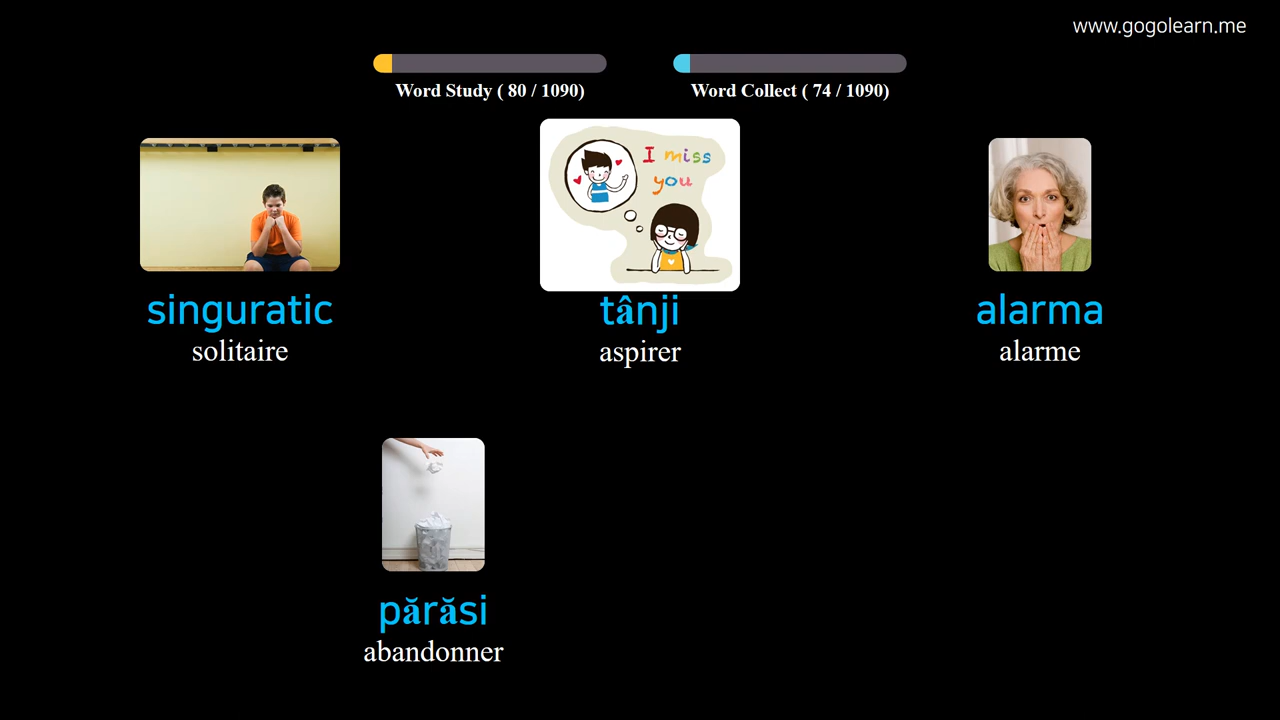 www.gogolearn.me
Word Study ( 80 / 1090)
Word Collect ( 74 / 1090)
I miss
you
singuratic
tânji
alarma
solitaire
aspirer
alarme
părăsi
abandonner